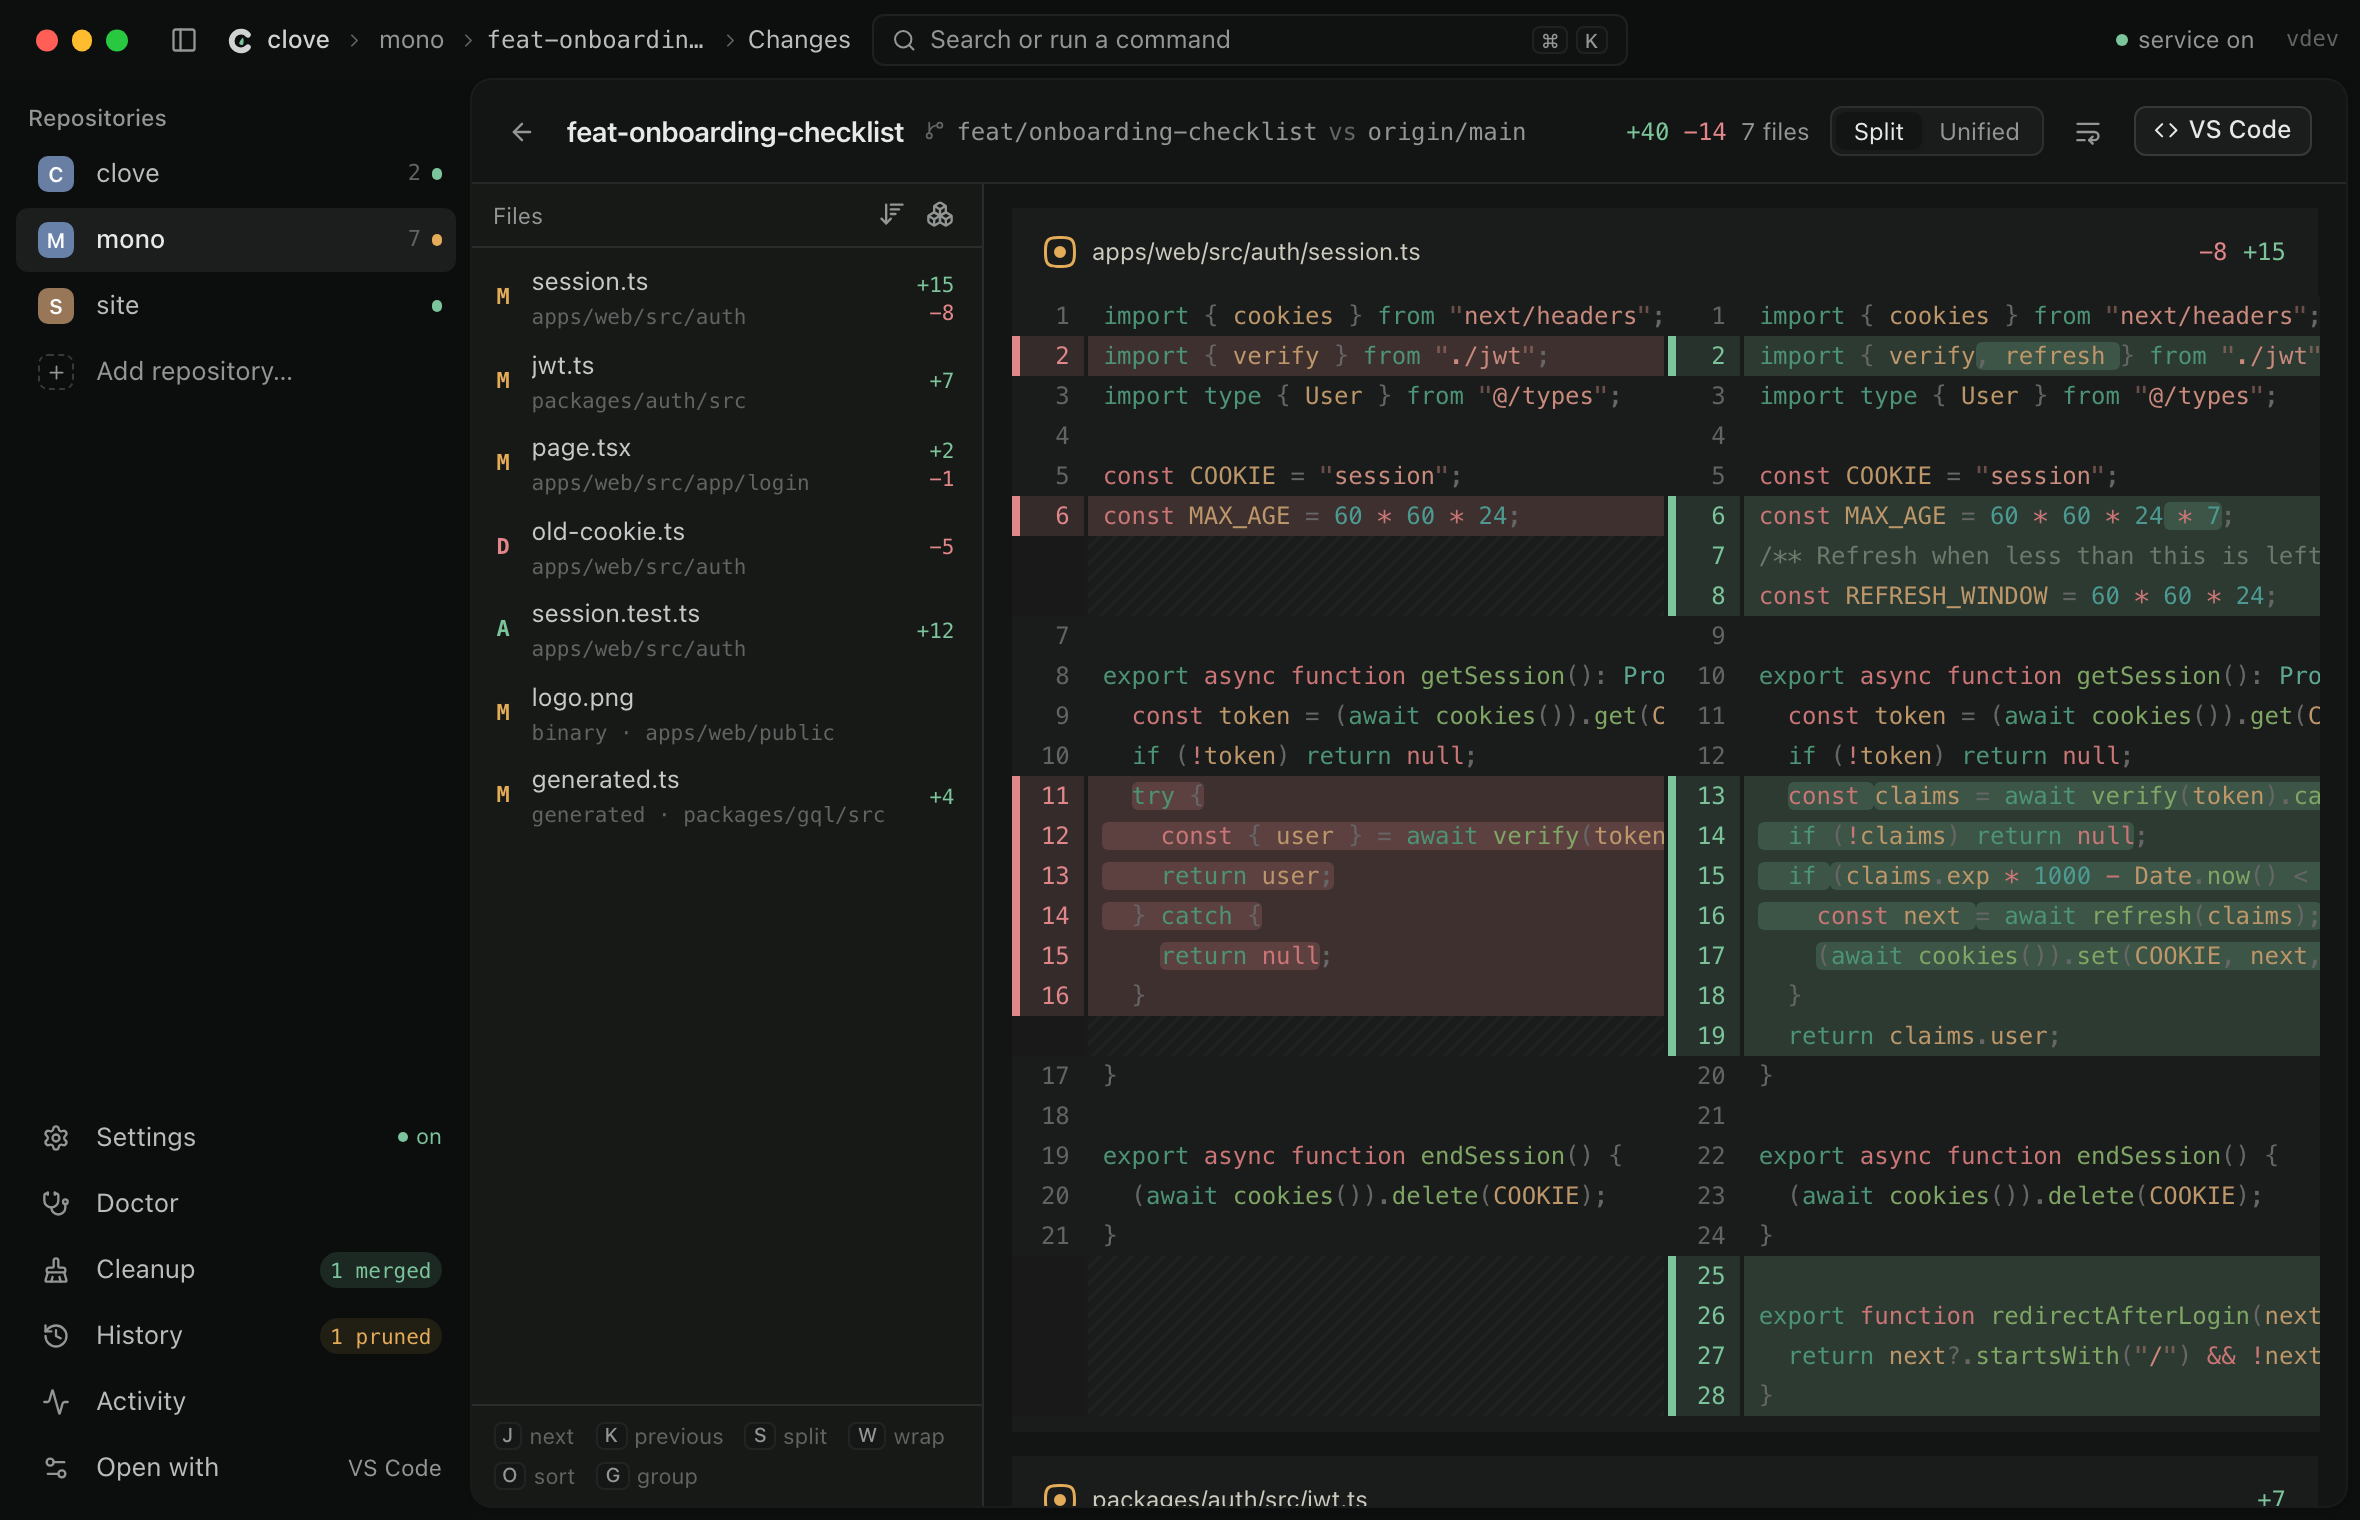 clove > mono > feat-onboardin… > Changes
Search or run a command ⌘ K
service on vdev
Repositories
C clove 2
M mono 7
S site
Add repository…
Settings on
Doctor
Cleanup 1 merged
History 1 pruned
Activity
Open with VS Code
feat-onboarding-checklist feat/onboarding-checklist vs origin/main
+40 −14 7 files Split Unified VS Code
Files
M session.ts +15
apps/web/src/auth −8
M jwt.ts +7
packages/auth/src
M page.tsx +2
apps/web/src/app/login −1
D old-cookie.ts −5
apps/web/src/auth
A session.test.ts +12
apps/web/src/auth
M logo.png
binary · apps/web/public
M generated.ts +4
generated · packages/gql/src
J next K previous S split W wrap
O sort G group
apps/web/src/auth/session.ts −8 +15
1 import { cookies } from "next/headers";
2 import { verify } from "./jwt";
3 import type { User } from "@/types";
4
5 const COOKIE = "session";
6 const MAX_AGE = 60 * 60 * 24;
7
8 export async function getSession(): Pro
9 const token = (await cookies()).get(C
10 if (!token) return null;
11 try {
12 const { user } = await verify(token
13 return user;
14 } catch {
15 return null;
16 }
17 }
18
19 export async function endSession() {
20 (await cookies()).delete(COOKIE);
21 }
1 import { cookies } from "next/headers";
2 import { verify, refresh } from "./jwt"
3 import type { User } from "@/types";
4
5 const COOKIE = "session";
6 const MAX_AGE = 60 * 60 * 24 * 7;
7 /** Refresh when less than this is left
8 const REFRESH_WINDOW = 60 * 60 * 24;
9
10 export async function getSession(): Pro
11 const token = (await cookies()).get(C
12 if (!token) return null;
13 const claims = await verify(token).ca
14 if (!claims) return null;
15 if (claims.exp * 1000 − Date.now() <
16 const next = await refresh(claims);
17 (await cookies()).set(COOKIE, next,
18 }
19 return claims.user;
20 }
21
22 export async function endSession() {
23 (await cookies()).delete(COOKIE);
24 }
25
26 export function redirectAfterLogin(next
27 return next?.startsWith("/") && !next
28 }
packages/auth/src/jwt.ts +7